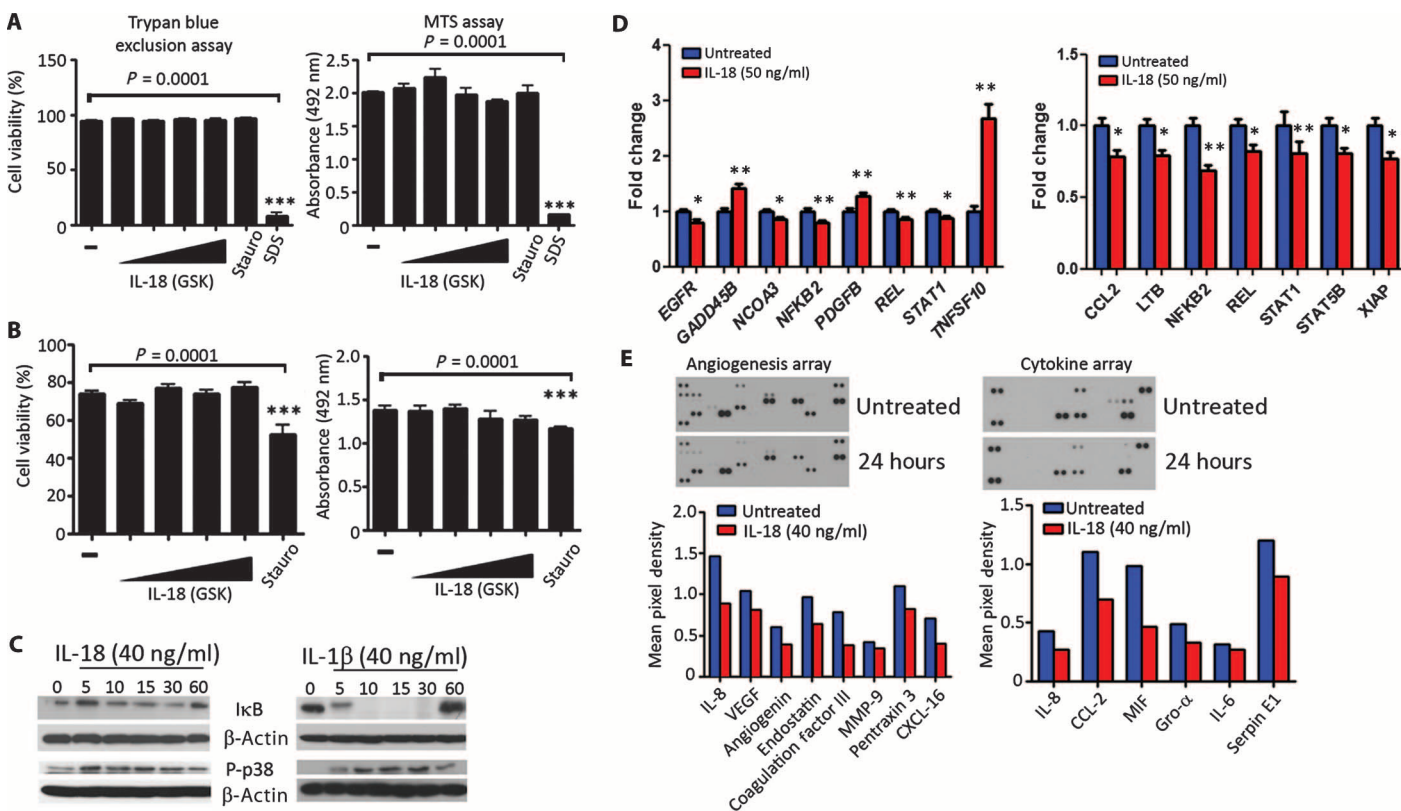 A
Trypan blue
exclusion assay
P = 0.0001
Cell viability (%)
150
100
50
0
***
–
IL-18 (GSK)
Stauro
SDS
MTS assay
P = 0.0001
Absorbance (492 nm)
2.5
2.0
1.5
1.0
0.5
0.0
***
–
IL-18 (GSK)
Stauro
SDS
B
P = 0.0001
Cell viability (%)
100
80
60
40
20
0
***
–
IL-18 (GSK)
Stauro
P = 0.0001
Absorbance (492 nm)
2.0
1.5
1.0
0.5
0.0
***
–
IL-18 (GSK)
Stauro
C
IL-18 (40 ng/ml)
0 5 10 15 30 60
IL-1β (40 ng/ml)
0 5 10 15 30 60
IκB
β-Actin
P-p38
β-Actin
D
Untreated
IL-18 (50 ng/ml)
Fold change
4
3
2
1
0
* ** * ** ** ** * **
EGFR
GADD45B
NCOA3
NFKB2
PDGFB
REL
STAT1
TNFSF10
Untreated
IL-18 (50 ng/ml)
Fold change
1.5
1.0
0.5
0.0
* * ** * ** * *
CCL2
LTB
NFKB2
REL
STAT1
STAT5B
XIAP
E
Angiogenesis array
Untreated
24 hours
Untreated
IL-18 (40 ng/ml)
Mean pixel density
2.0
1.5
1.0
0.5
0.0
IL-8
VEGF
Angiogenin
Endostatin
Coagulation factor III
MMP-9
Pentraxin 3
CXCL-16
Cytokine array
Untreated
24 hours
Untreated
IL-18 (40 ng/ml)
Mean pixel density
1.5
1.0
0.5
0.0
IL-8
CCL-2
MIF
Gro-α
IL-6
Serpin E1